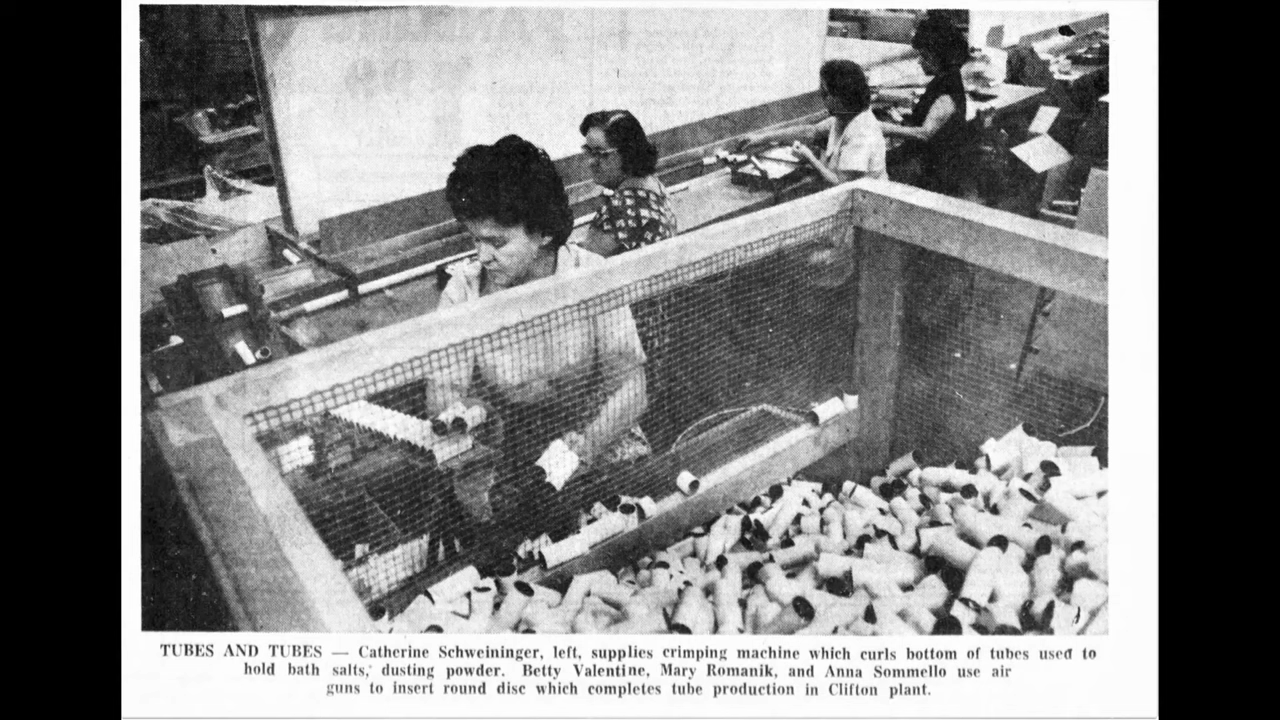 TUBES AND TUBES — Catherine Schweininger, left, supplies crimping machine which curls bottom of tubes used to
hold bath salts, dusting powder. Betty Valentine, Mary Romanik, and Anna Sommello use air
guns to insert round disc which completes tube production in Clifton plant.